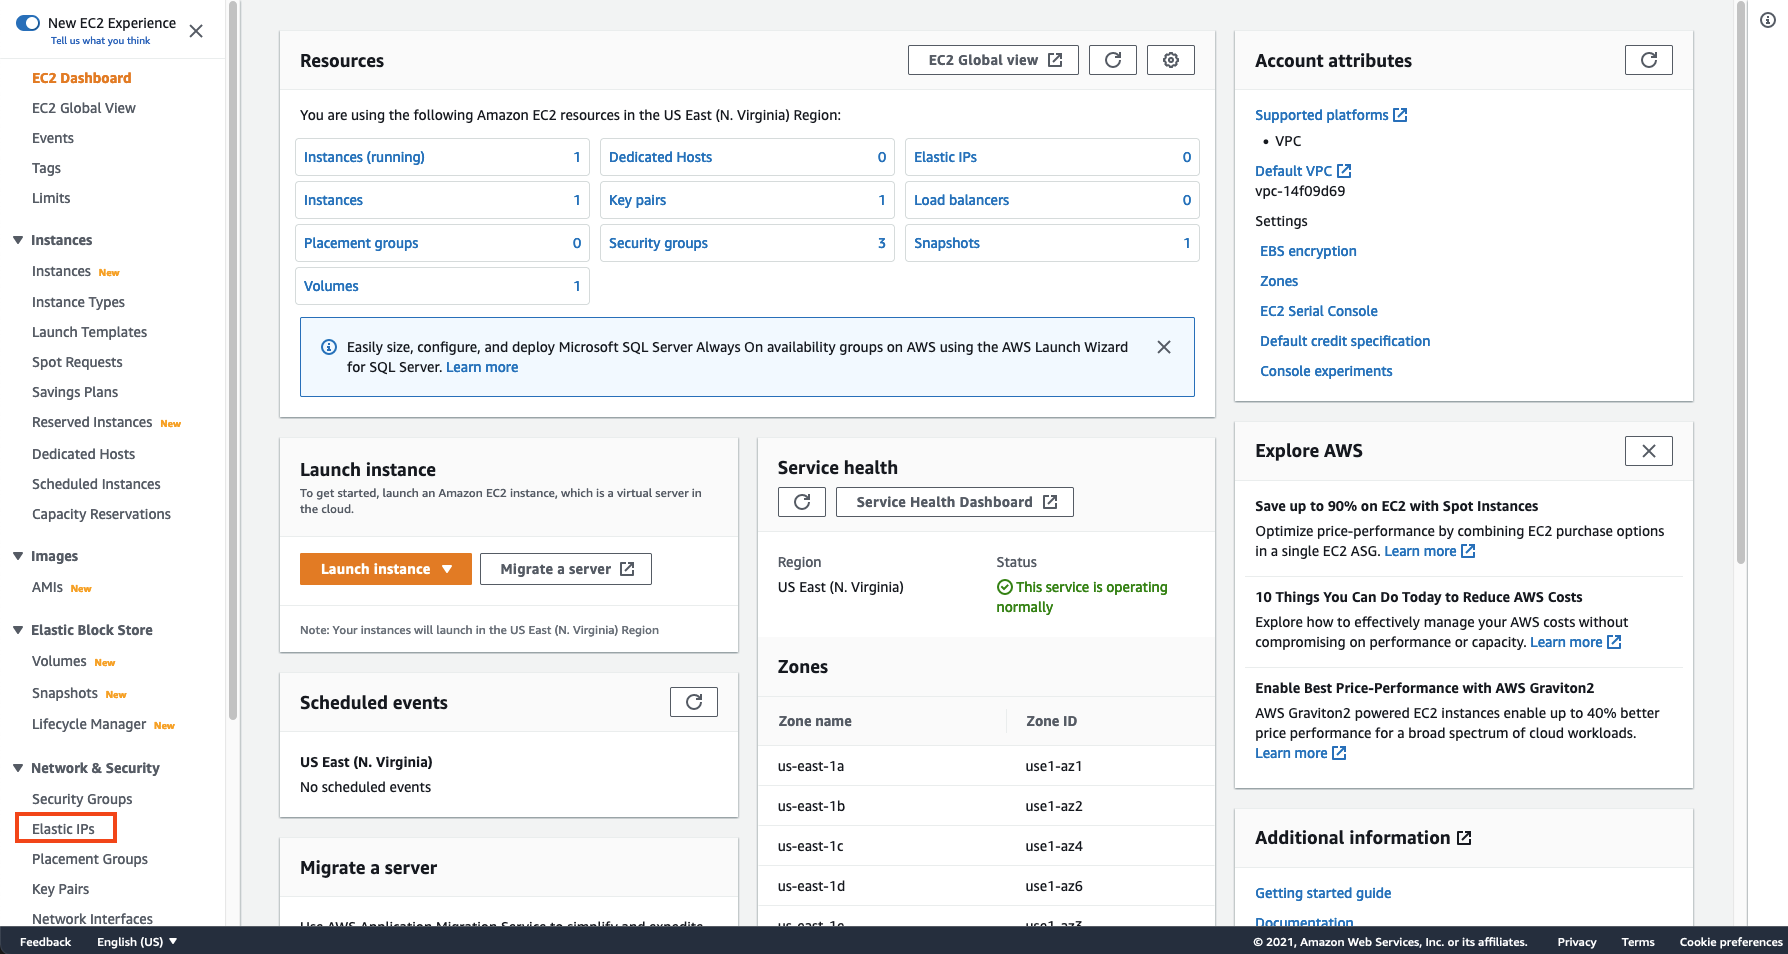 New EC2 Experience
Tell us what you think
EC2 Dashboard
EC2 Global View
Events
Tags
Limits
Instances
Instances New
Instance Types
Launch Templates
Spot Requests
Savings Plans
Reserved Instances New
Dedicated Hosts
Scheduled Instances
Capacity Reservations
Images
AMIs New
Elastic Block Store
Volumes New
Snapshots New
Lifecycle Manager New
Network & Security
Security Groups
Elastic IPs
Placement Groups
Key Pairs
Network Interfaces
Resources
EC2 Global view
You are using the following Amazon EC2 resources in the US East (N. Virginia) Region:
Instances (running) 1
Dedicated Hosts 0
Elastic IPs 0
Instances 1
Key pairs 1
Load balancers 0
Placement groups 0
Security groups 3
Snapshots 1
Volumes 1
Easily size, configure, and deploy Microsoft SQL Server Always On availability groups on AWS using the AWS Launch Wizard
for SQL Server. Learn more
Launch instance
To get started, launch an Amazon EC2 instance, which is a virtual server in
the cloud.
Launch instance
Migrate a server
Note: Your instances will launch in the US East (N. Virginia) Region
Scheduled events
US East (N. Virginia)
No scheduled events
Migrate a server
Use AWS Application Migration Service to simplify and expedite
Service health
Service Health Dashboard
Region
US East (N. Virginia)
Status
This service is operating
normally
Zones
Zone name Zone ID
us-east-1a use1-az1
us-east-1b use1-az2
us-east-1c use1-az4
us-east-1d use1-az6
us-east-1e use1-az3
Account attributes
Supported platforms
• VPC
Default VPC
vpc-14f09d69
Settings
EBS encryption
Zones
EC2 Serial Console
Default credit specification
Console experiments
Explore AWS
Save up to 90% on EC2 with Spot Instances
Optimize price-performance by combining EC2 purchase options
in a single EC2 ASG. Learn more
10 Things You Can Do Today to Reduce AWS Costs
Explore how to effectively manage your AWS costs without
compromising on performance or capacity. Learn more
Enable Best Price-Performance with AWS Graviton2
AWS Graviton2 powered EC2 instances enable up to 40% better
price performance for a broad spectrum of cloud workloads.
Learn more
Additional information
Getting started guide
Documentation
Feedback
English (US)
© 2021, Amazon Web Services, Inc. or its affiliates.
Privacy
Terms
Cookie preferences